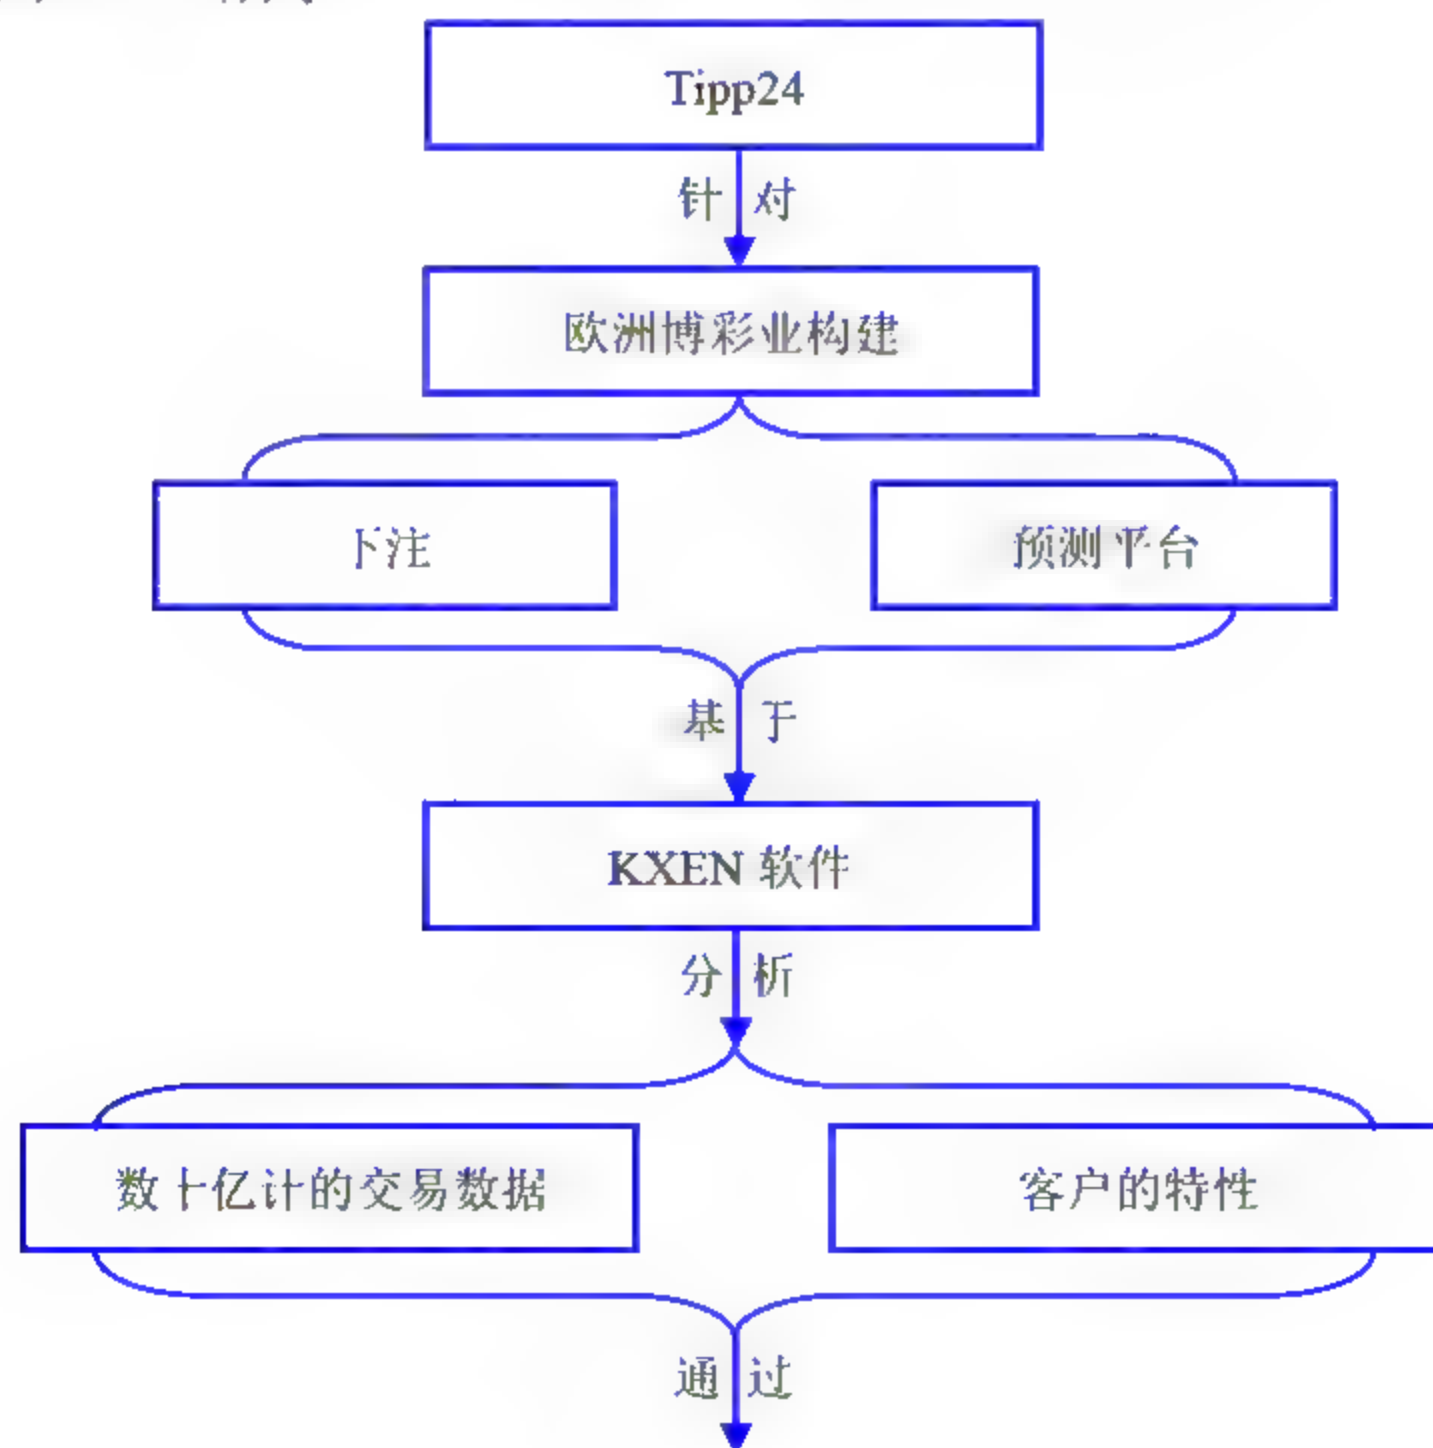 Tipp24
针对
欧洲博彩业构建
下注
预测平台
基于
KXEN 软件
分析
数十亿计的交易数据
客户的特性
通过